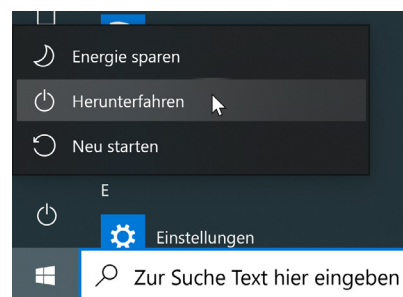 Energie sparen
Herunterfahren
Neu starten
E
Einstellungen
Zur Suche Text hier eingeben